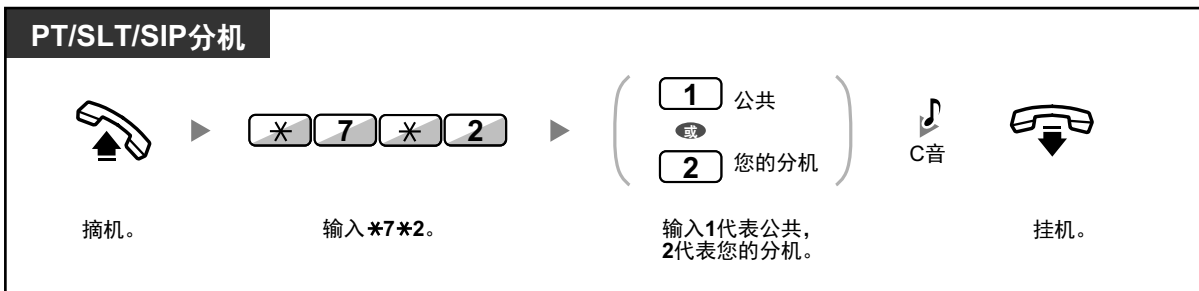 PT/SLT/SIP分机
1 公共
或
2 您的分机
* 7 * 2
C音
摘机。
输入*7*2。
输入1代表公共，
2代表您的分机。
挂机。